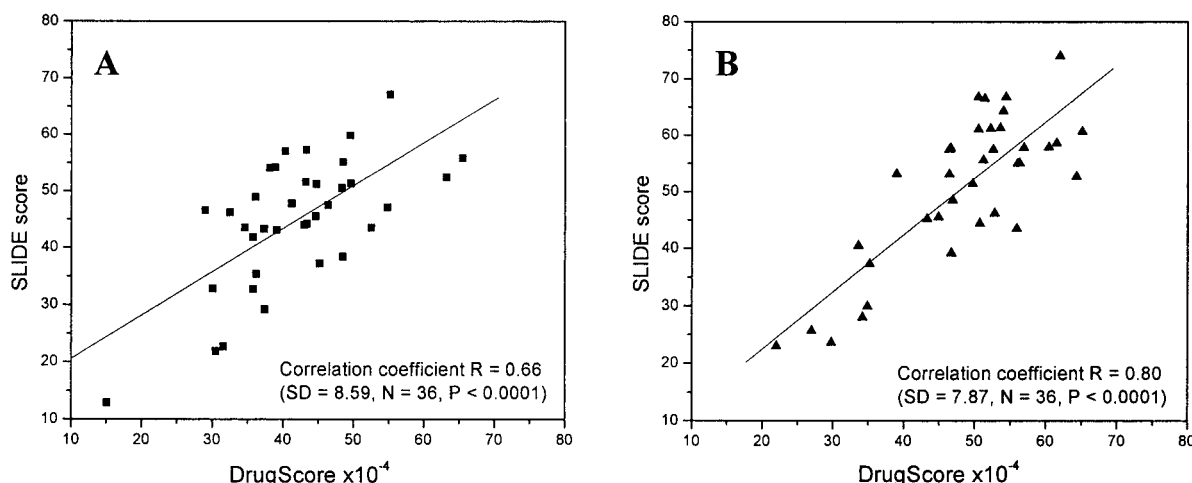 A
SLIDE score
80
70
60
50
40
30
20
10
Correlation coefficient R = 0.66
(SD = 8.59, N = 36, P < 0.0001)
10 20 30 40 50 60 70 80
DrugScore x10-4
B
SLIDE score
80
70
60
50
40
30
20
10
Correlation coefficient R = 0.80
(SD = 7.87, N = 36, P < 0.0001)
10 20 30 40 50 60 70 80
DrugScore x10-4